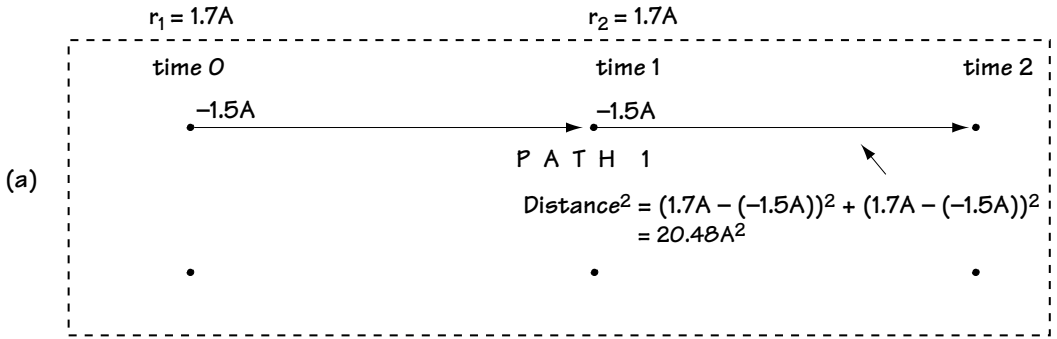 r₁ = 1.7A r₂ = 1.7A
time 0 time 1 time 2
–1.5A –1.5A
PATH 1
(a)
Distance² = (1.7A – (–1.5A))² + (1.7A – (–1.5A))²
= 20.48A²